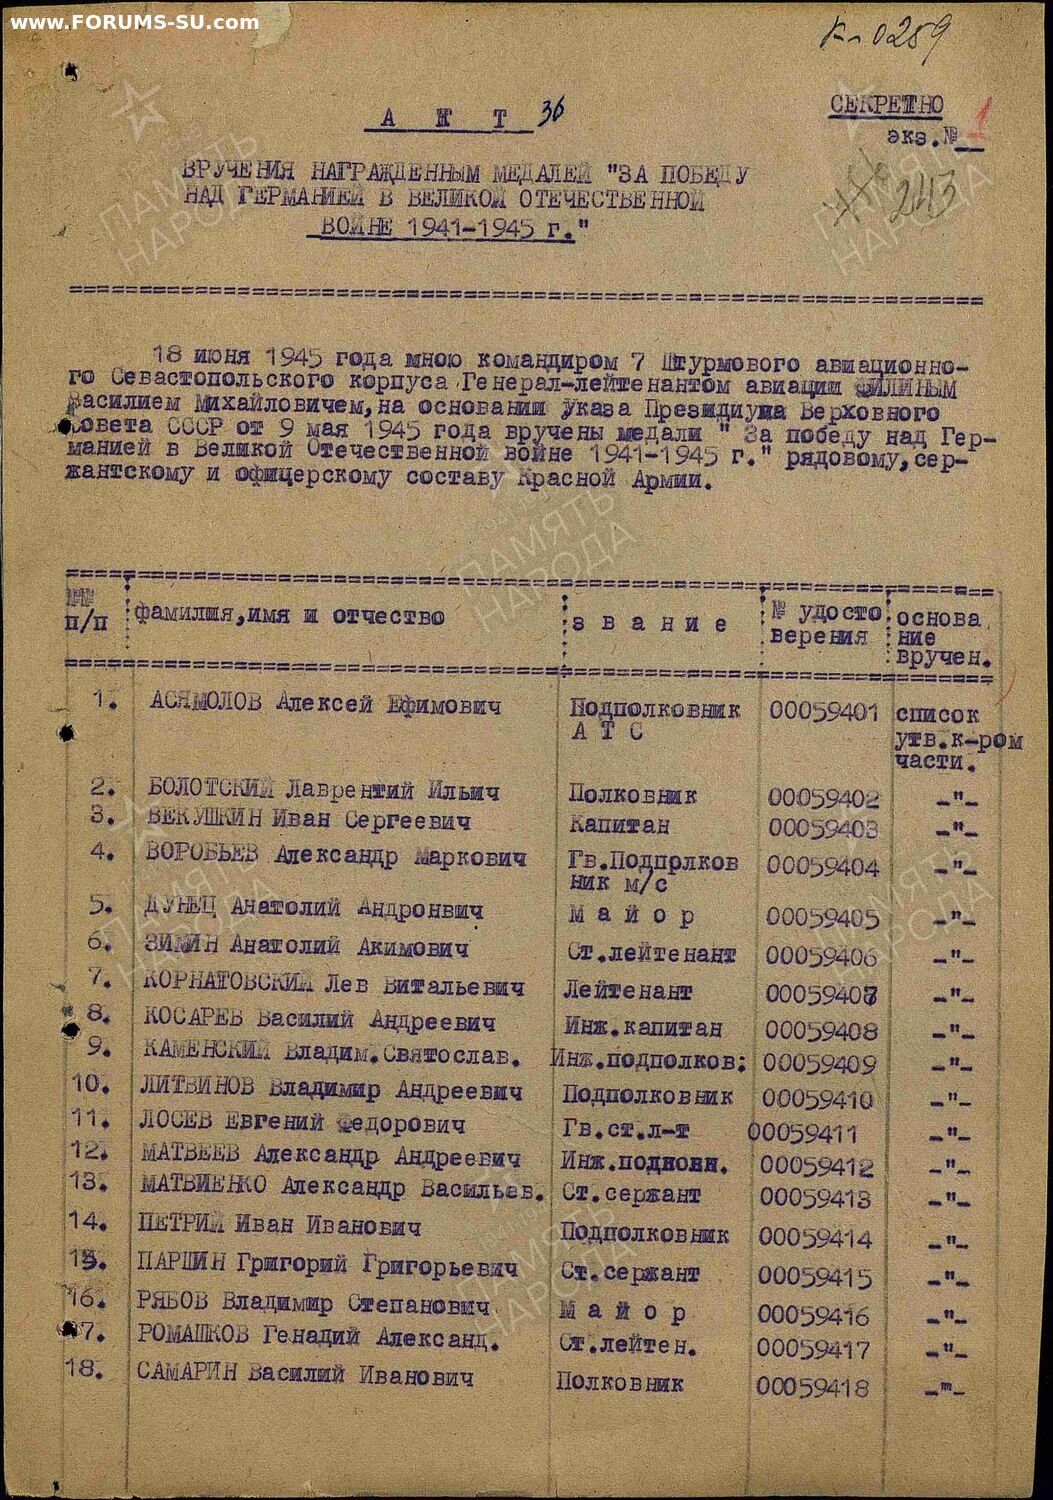 www.FORUMS-SU.com
0259
А К Т 36
СЕКРЕТНО
экз.№ 1
243
ВРУЧЕНИЯ НАГРАЖДЕННЫМ МЕДАЛЕЙ "ЗА ПОБЕДУ
НАД ГЕРМАНИЕЙ В ВЕЛИКОЙ ОТЕЧЕСТВЕННОЙ
ВОЙНЕ 1941-1945 г."
18 июня 1945 года мною командиром 7 Штурмового авиационно-
го Севастопольского корпуса Генерал-лейтенантом авиации ФИЛИНЫМ
Василием Михайловичем,на основании Указа Президиума Верховного
Совета СССР от 9 мая 1945 года вручены медали " За победу над Гер-
манией в Великой Отечественной войне 1941-1945 г." рядовому,сер-
жантскому и офицерскому составу Красной Армии.
№№ п/п фамилия,имя и отчество з в а н и е № удосто верения основа ние вручен.
1. АСЯМОЛОВ Алексей Ефимович Подполковник А Т С 00059401 список утв.к-ром части.
2. БОЛОТСКИЙ Лаврентий Ильич Полковник 00059402 -"-
3. ВЕКУШКИН Иван Сергеевич Капитан 00059403 -"-
4. ВОРОБЬЕВ Александр Маркович Гв.Подполков ник м/с 00059404 -"-
5. ДУНЕЦ Анатолий Андронвич М а й о р 00059405 -"-
6. ЗИМИН Анатолий Акимович Ст.лейтенант 00059406 -"-
7. КОРНАТОВСКИЙ Лев Витальевич Лейтенант 00059407 -"-
8. КОСАРЕВ Василий Андреевич Инж.капитан 00059408 -"-
9. КАМЕНСКИЙ Владим.Святослав. Инж.подполков: 00059409 -"-
10. ЛИТВИНОВ Владимир Андреевич Подполковник 00059410 -"-
11. ЛОСЕВ Евгений Федорович Гв.ст.л-т 00059411 -"-
12. МАТВЕЕВ Александр Андреевич Инж. 00059412 -"-
13. МАТВИЕНКО Александр Васильев. Ст.сержант 00059413 -"-
14. ПЕТРИЙ Иван Иванович Подполковник 00059414 -"-
15. ПАРШИН Григорий Григорьевич Ст.сержант 00059415 -"-
16. РЯБОВ Владимир Степанович М а й о р 00059416 -"-
17. РОМАШКОВ Генадий Александ. Ст.лейтен. 00059417 -"-
18. САМАРИН Василий Иванович Полковник 00059418 -"-
ПАМЯТЬ НАРОДА